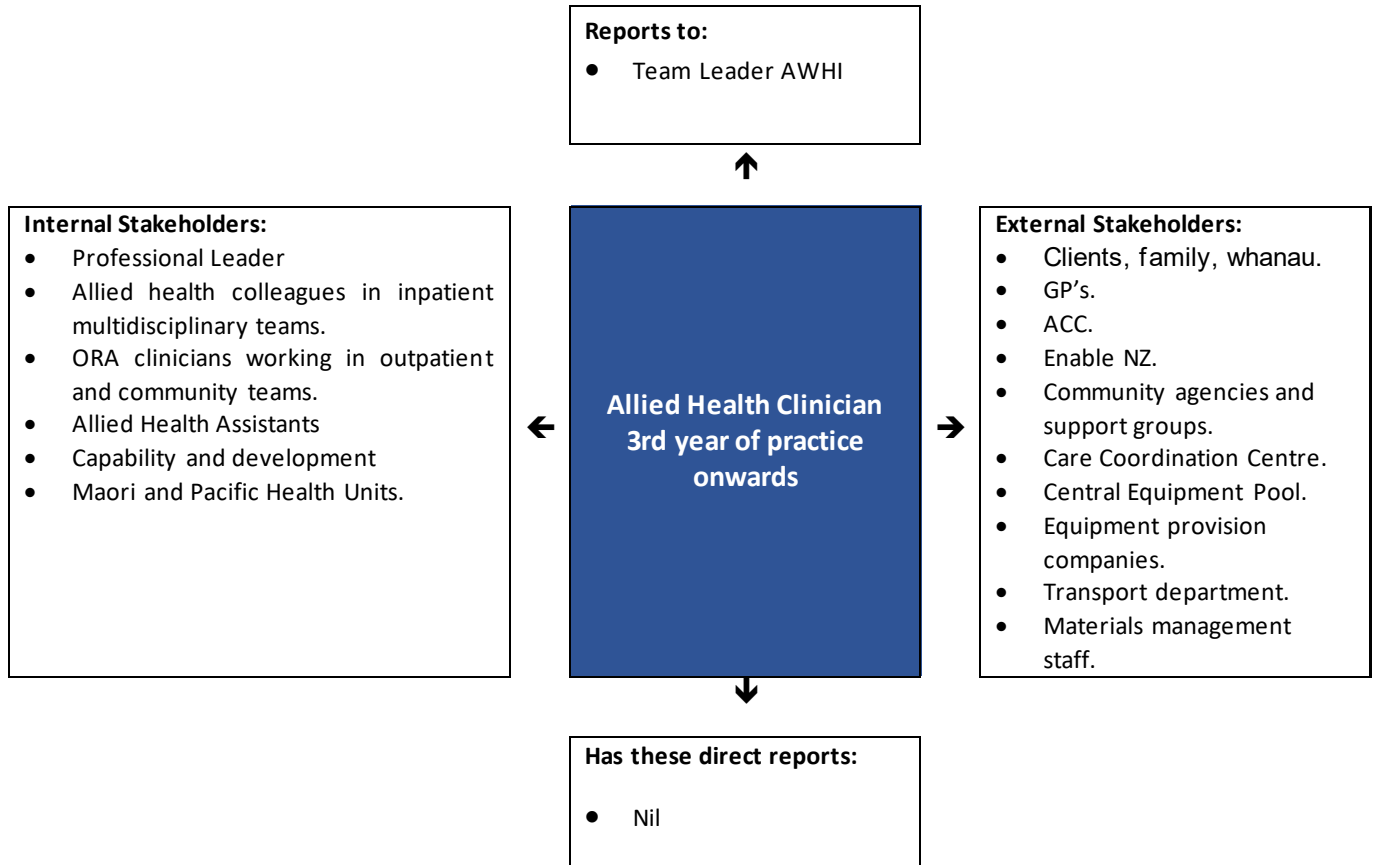 Reports to:
• Team Leader AWHI
Internal Stakeholders:
• Professional Leader
• Allied health colleagues in inpatient
multidisciplinary teams.
• ORA clinicians working in outpatient
and community teams.
• Allied Health Assistants
• Capability and development
• Maori and Pacific Health Units.
Allied Health Clinician
3rd year of practice
onwards
External Stakeholders:
• Clients, family, whanau.
• GP's.
• ACC.
• Enable NZ.
• Community agencies and
support groups.
• Care Coordination Centre.
• Central Equipment Pool.
• Equipment provision
companies.
• Transport department.
• Materials management
staff.
Has these direct reports:
• Nil